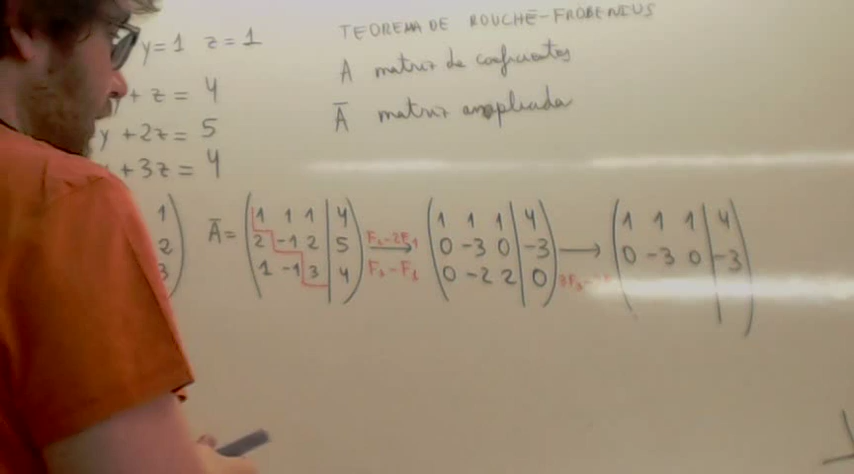 TEOREMA DE ROUCHÉ-FROBENIUS
y=1 z=1
A matriz de coeficientes
+ z = 4
Ā matriz ampliada
y + 2z = 5
+ 3z = 4
1
2
3
Ā =
1 1 1 | 4
2 -1 2 | 5
1 -1 3 | 4
F₂-2F₁
F₃-F₁
1 1 1 | 4
0 -3 0 | -3
0 -2 2 | 0
1 1 1 | 4
0 -3 0 | -3